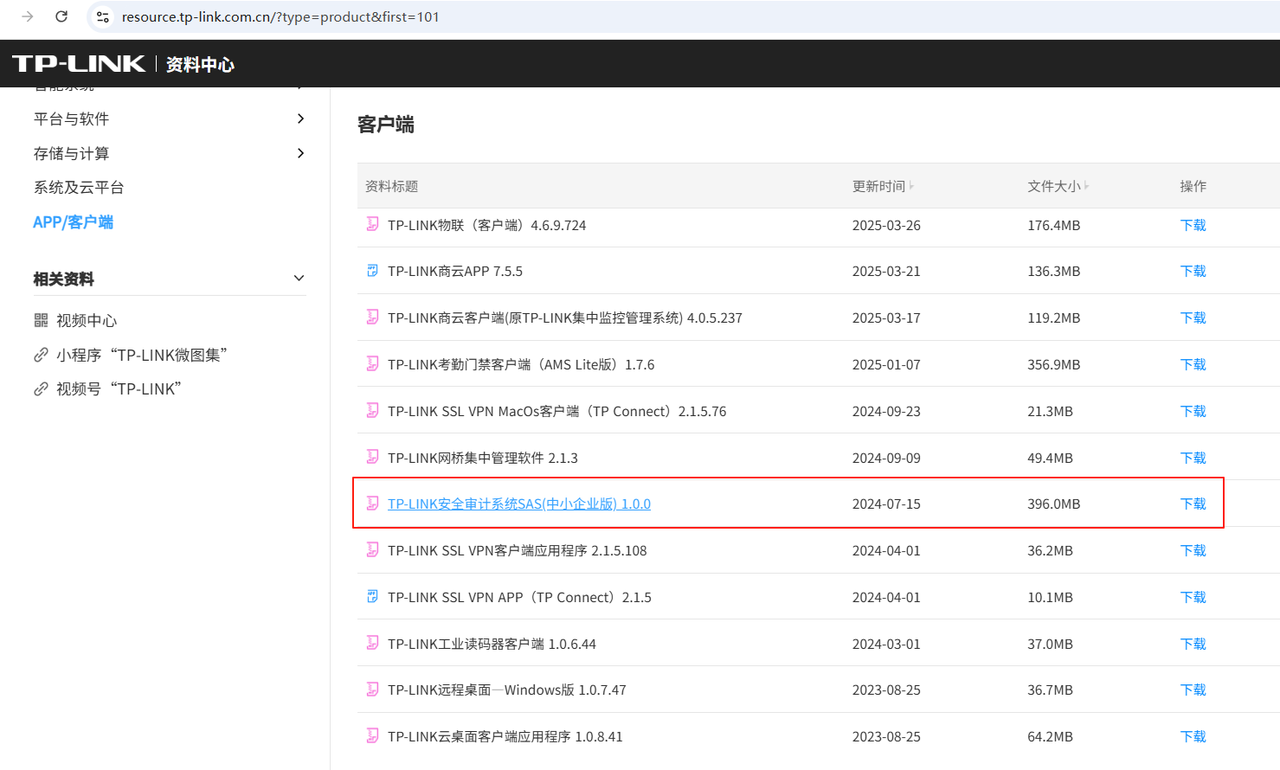 resource.tp-link.com.cn/?type=product&first=101
TP-LINK | 资料中心
智能系统
平台与软件
存储与计算
系统及云平台
APP/客户端
相关资料
视频中心
小程序“TP-LINK微图集”
视频号“TP-LINK”
客户端
资料标题 更新时间 文件大小 操作
TP-LINK物联（客户端）4.6.9.724 2025-03-26 176.4MB 下载
TP-LINK商云APP 7.5.5 2025-03-21 136.3MB 下载
TP-LINK商云客户端(原TP-LINK集中监控管理系统) 4.0.5.237 2025-03-17 119.2MB 下载
TP-LINK考勤门禁客户端（AMS Lite版）1.7.6 2025-01-07 356.9MB 下载
TP-LINK SSL VPN MacOs客户端（TP Connect）2.1.5.76 2024-09-23 21.3MB 下载
TP-LINK网桥集中管理软件 2.1.3 2024-09-09 49.4MB 下载
TP-LINK安全审计系统SAS(中小企业版) 1.0.0 2024-07-15 396.0MB 下载
TP-LINK SSL VPN客户端应用程序 2.1.5.108 2024-04-01 36.2MB 下载
TP-LINK SSL VPN APP（TP Connect）2.1.5 2024-04-01 10.1MB 下载
TP-LINK工业读码器客户端 1.0.6.44 2024-03-01 37.0MB 下载
TP-LINK远程桌面—Windows版 1.0.7.47 2023-08-25 36.7MB 下载
TP-LINK云桌面客户端应用程序 1.0.8.41 2023-08-25 64.2MB 下载